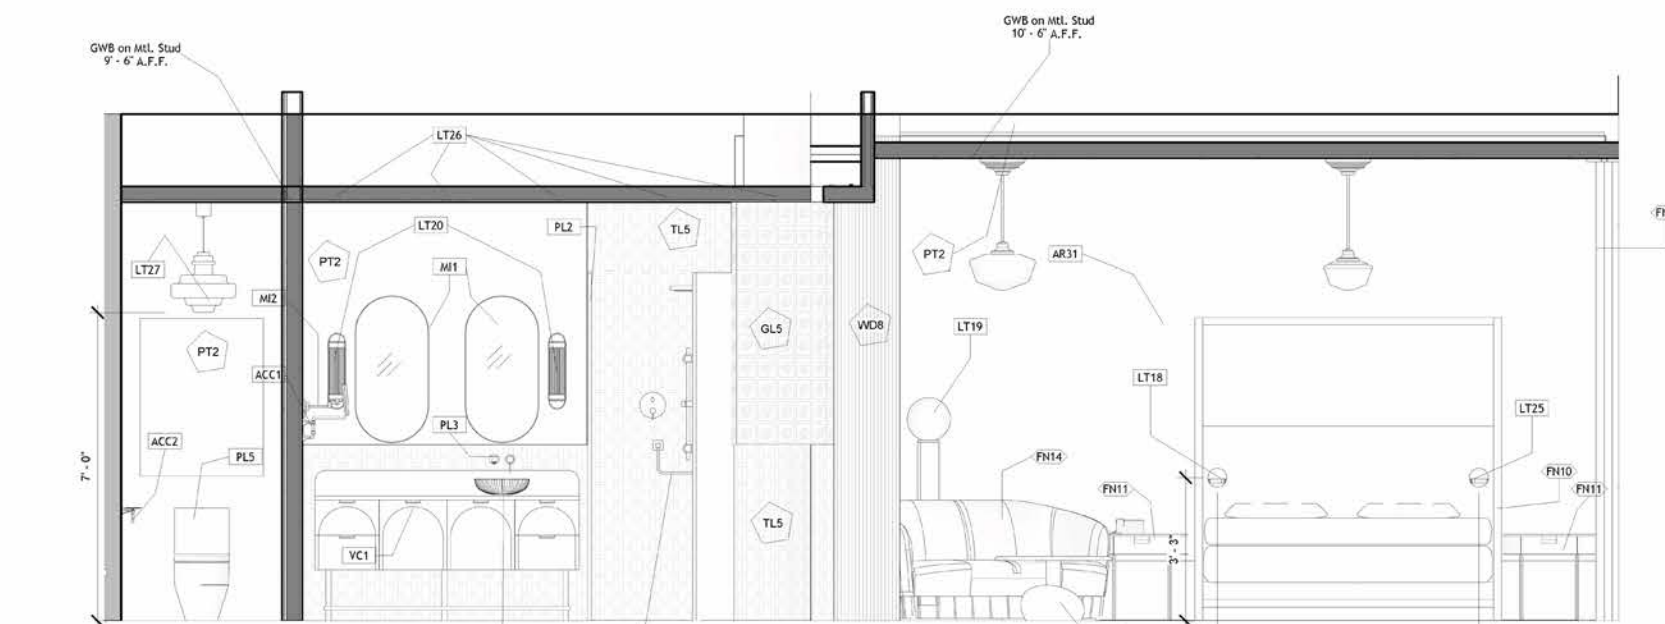 GWB on Mtl. Stud
10' - 6" A.F.F.
GWB on Mtl. Stud
9' - 6" A.F.F.
LT26
LT20
PL2
TL5
PT2
PT2
AR31
LT27
MI1
MI2
GL5
WD8
LT19
PT2
ACC1
LT18
LT25
PL3
ACC2
PL5
FN14
FN10
FN11
FN11
7' - 0"
TL5
VC1
3' - 3"